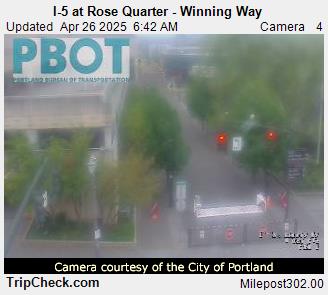 I-5 at Rose Quarter - Winning Way
Updated Apr 26 2025 6:42 AM Camera 4
PBOT
PORTLAND BUREAU OF TRANSPORTATION
Camera courtesy of the City of Portland
TripCheck.com Milepost302.00